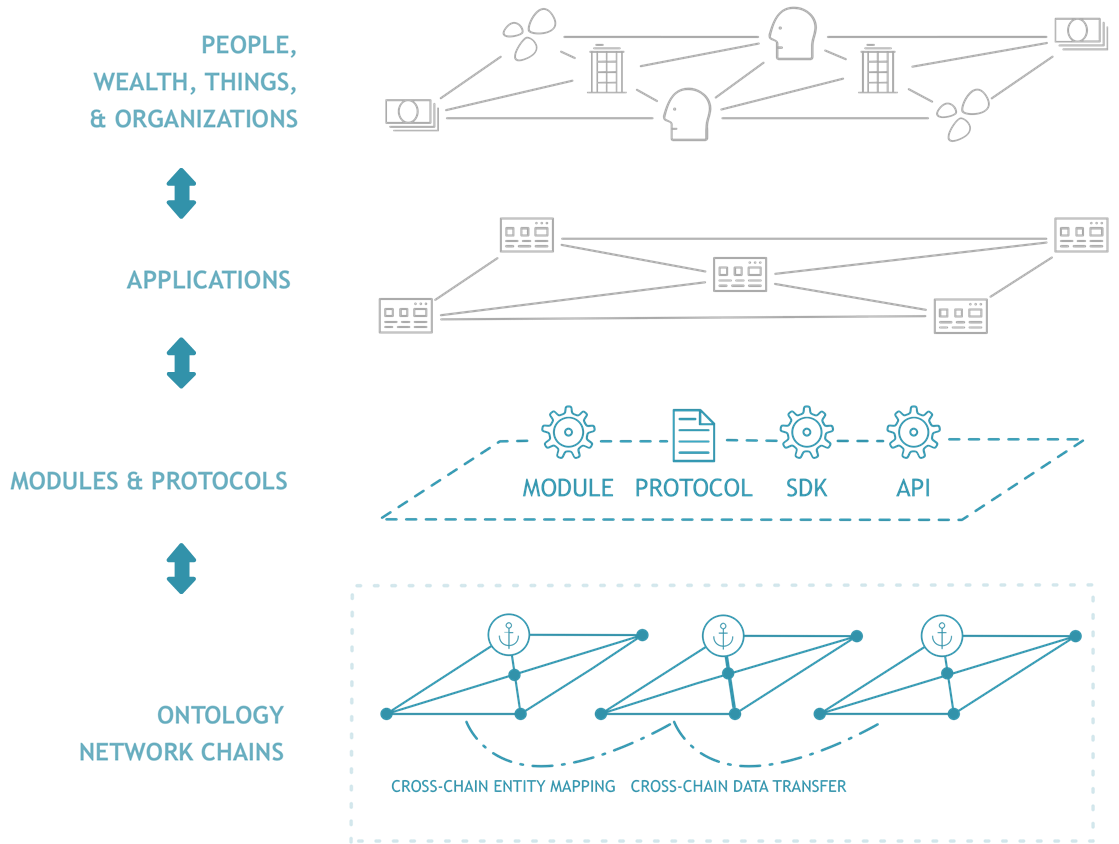 PEOPLE,
WEALTH, THINGS,
& ORGANIZATIONS
APPLICATIONS
MODULES & PROTOCOLS
MODULE PROTOCOL SDK API
ONTOLOGY
NETWORK CHAINS
CROSS-CHAIN ENTITY MAPPING CROSS-CHAIN DATA TRANSFER